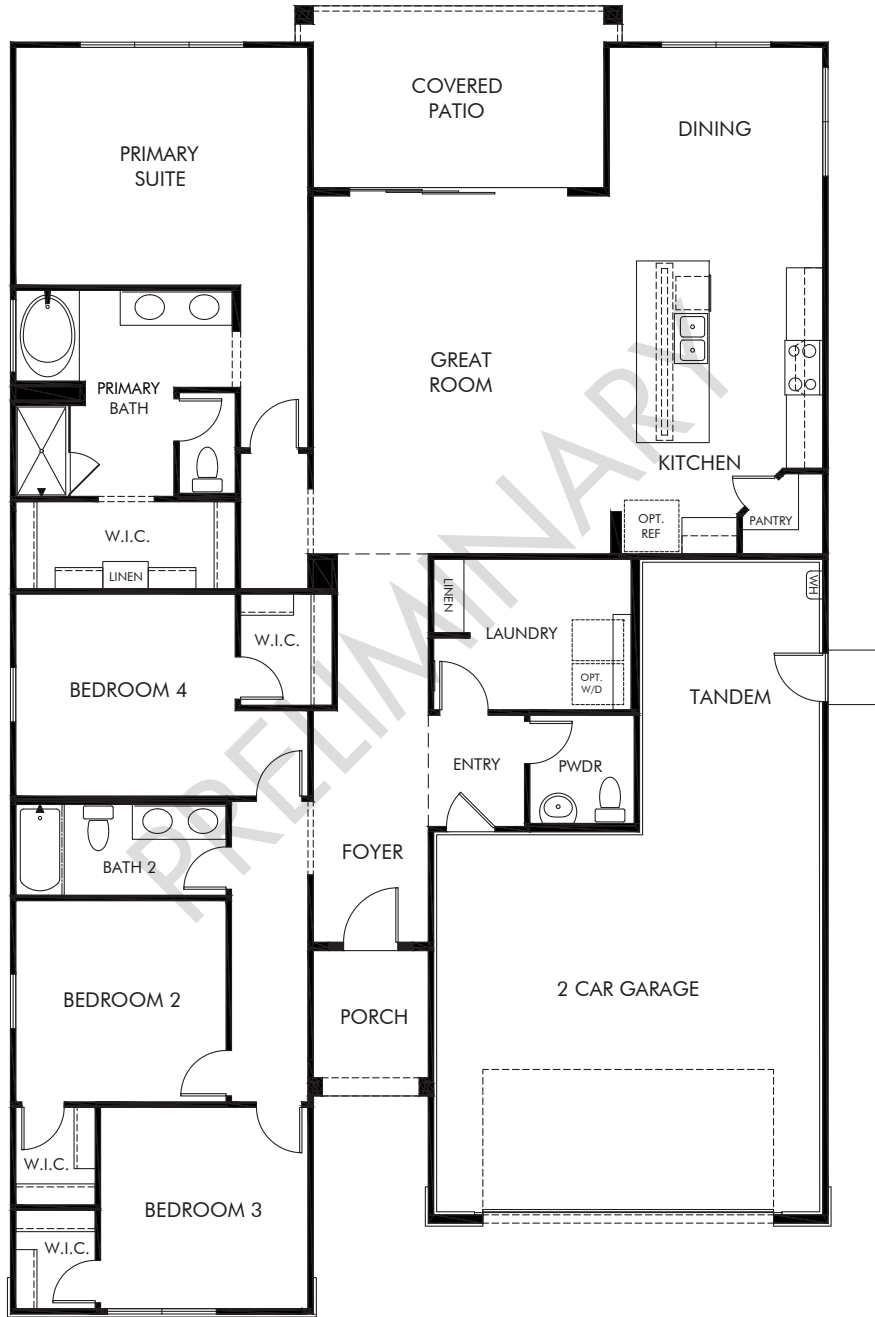 COVERED
PATIO
DINING
PRIMARY
SUITE
GREAT
ROOM
PRIMARY
BATH
KITCHEN
W.I.C.
LINEN
OPT.
REF
PANTRY
LINEN
LAUNDRY
WH
W.I.C.
OPT.
W/D
BEDROOM 4
TANDEM
ENTRY
PWDR
FOYER
BATH 2
BEDROOM 2
PORCH
2 CAR GARAGE
W.I.C.
BEDROOM 3
W.I.C.
PRELIMINARY